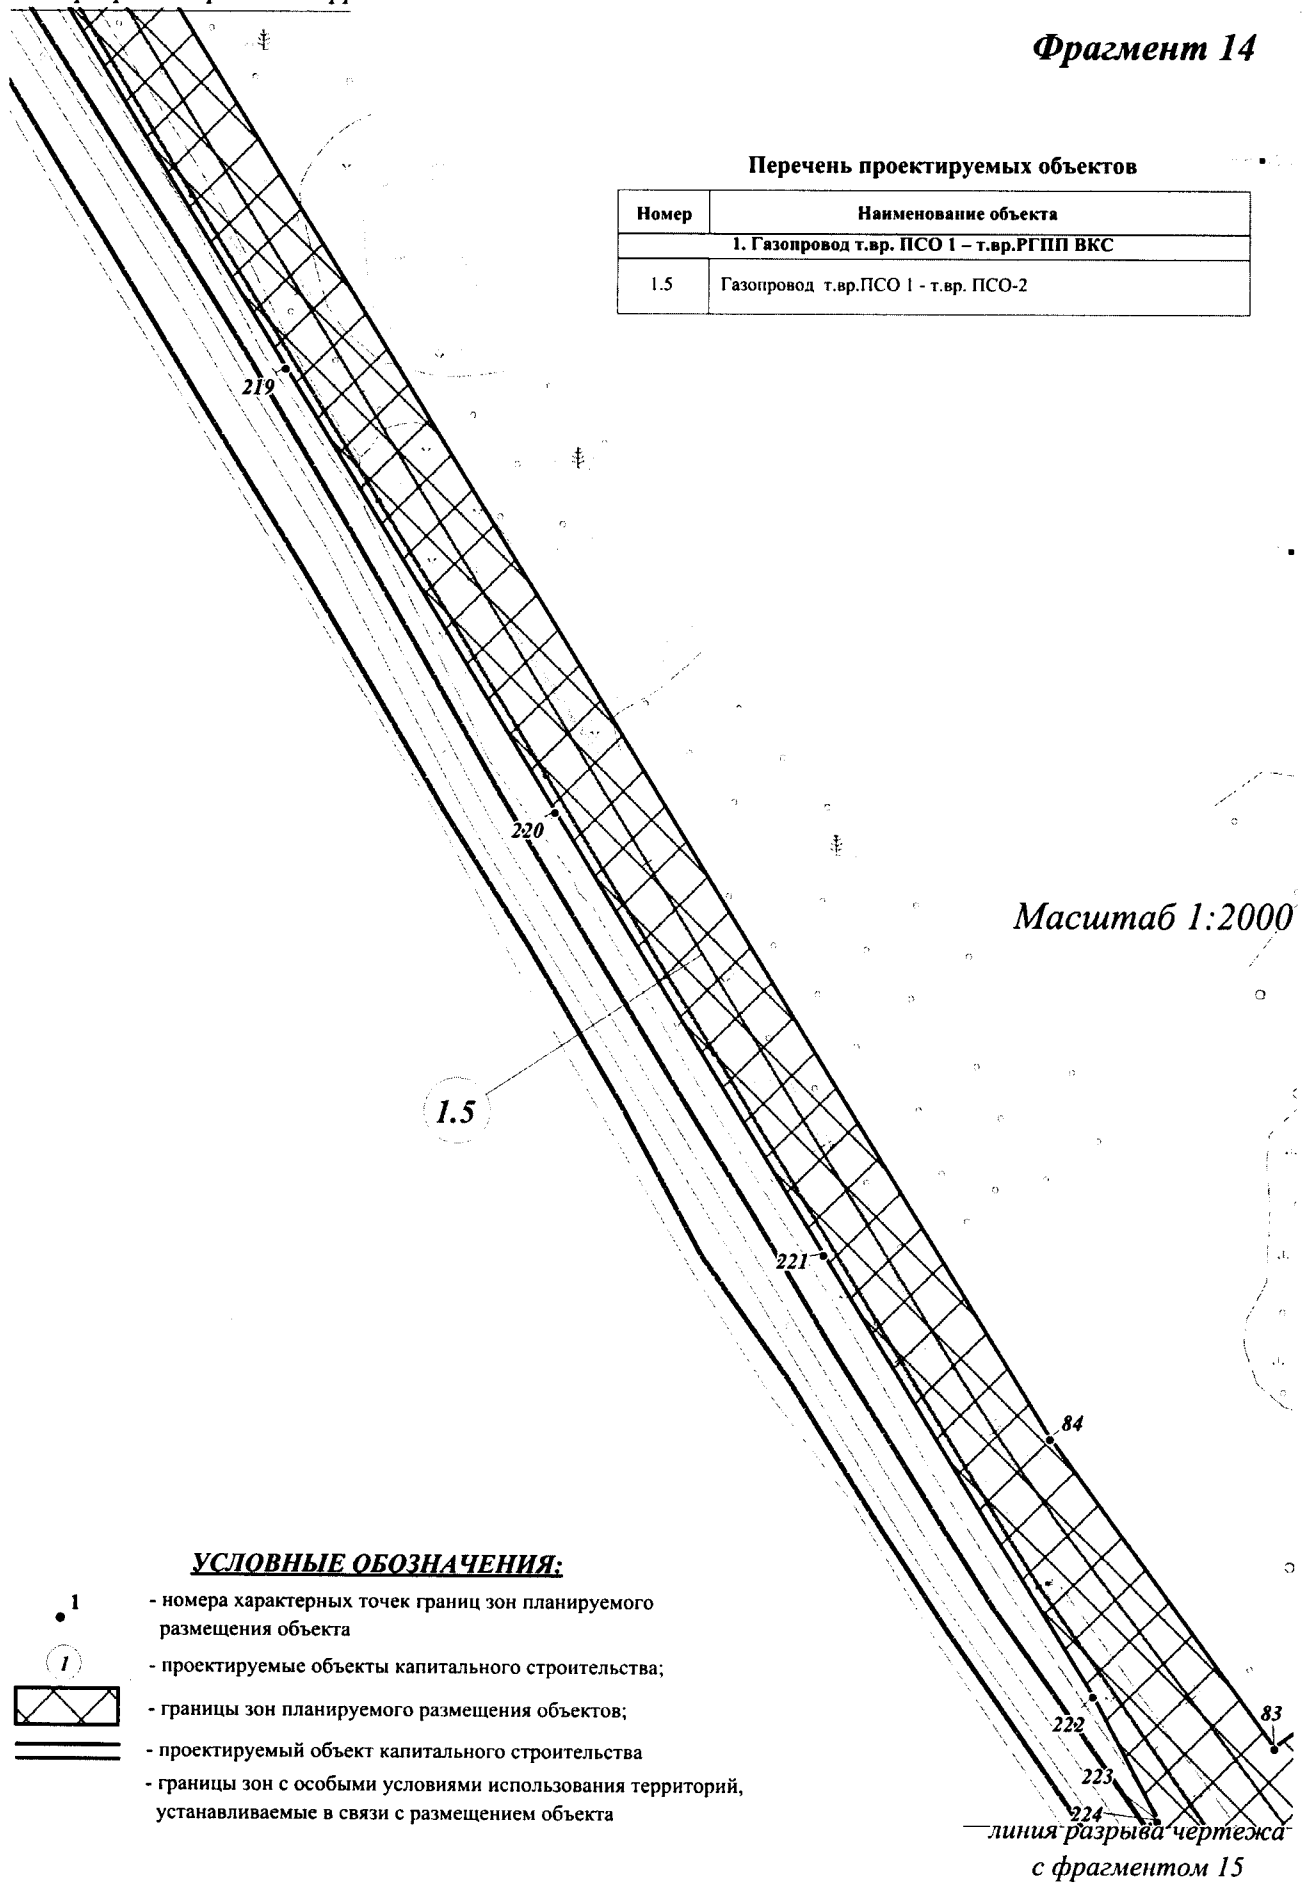 Фрагмент 14
Перечень проектируемых объектов
Номер Наименование объекта
1. Газопровод т.вр. ПСО 1 – т.вр.РГПП ВКС
1.5 Газопровод т.вр.ПСО 1 - т.вр. ПСО-2
219
220
Масштаб 1:2000
1.5
221
84
УСЛОВНЫЕ ОБОЗНАЧЕНИЯ:
1 - номера характерных точек границ зон планируемого
размещения объекта
1 - проектируемые объекты капитального строительства;
- границы зон планируемого размещения объектов;
- проектируемый объект капитального строительства
- границы зон с особыми условиями использования территорий,
устанавливаемые в связи с размещением объекта
83
222
223
224
линия разрыва чертежа
с фрагментом 15